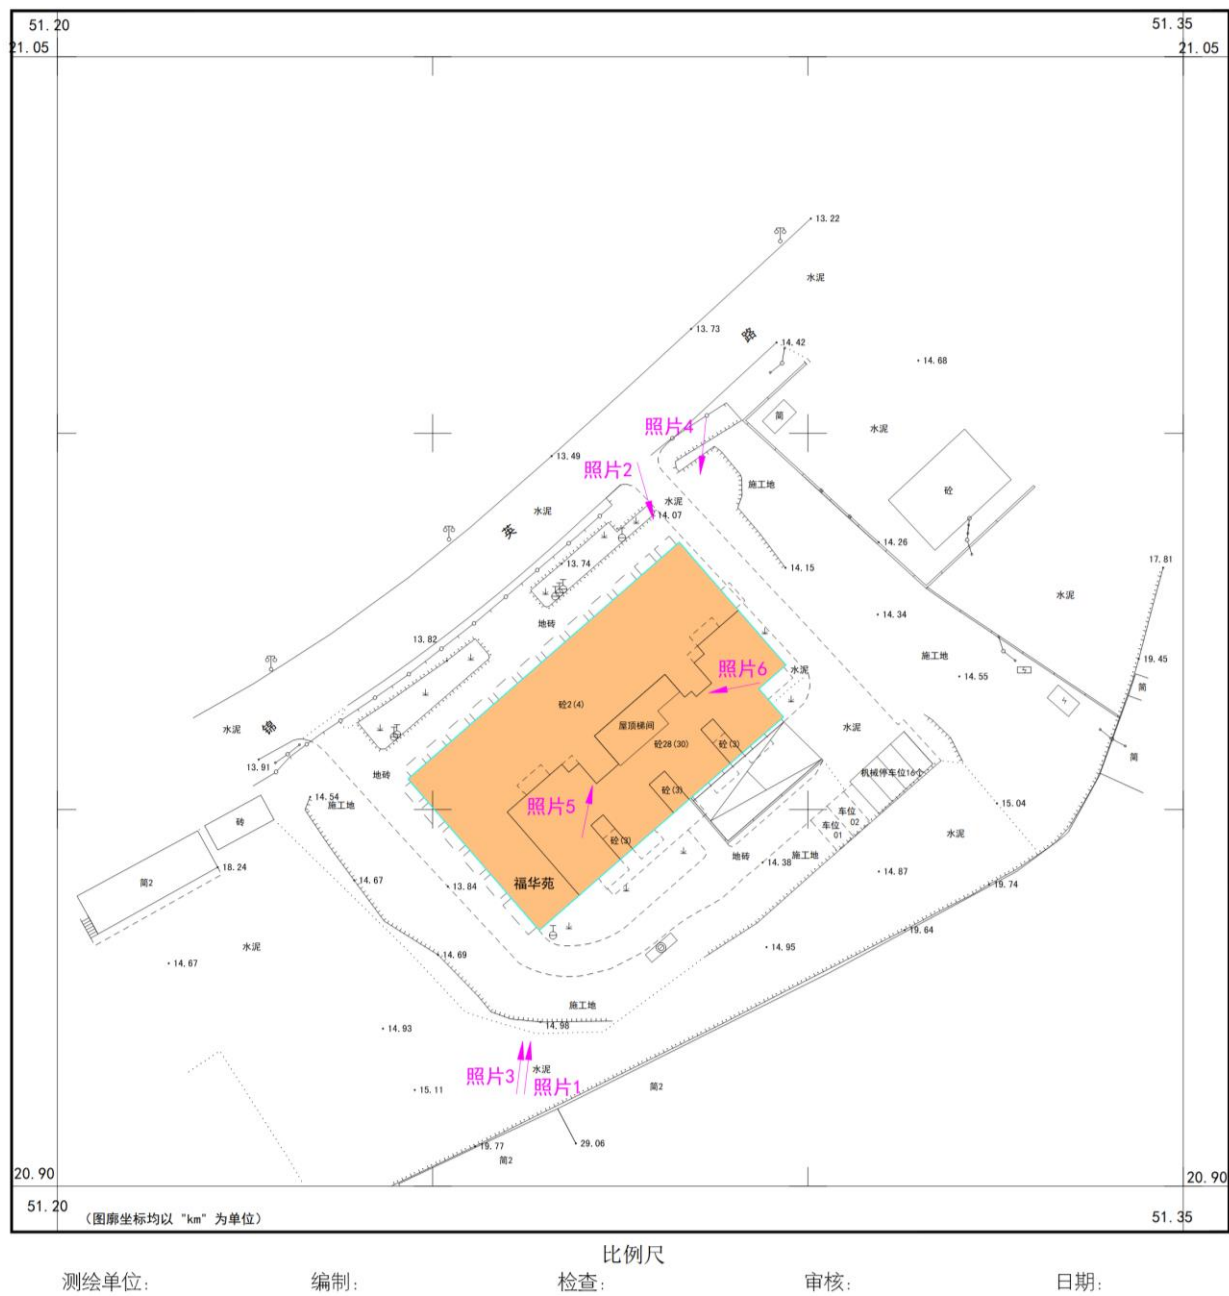 51.20
51.35
21.05
21.05
13.22
水泥
13.73
路
14.42
14.68
简
照片4
水泥
13.49
照片2
施工地
砼
水泥
水泥
14.07
英
14.26
13.74
14.15
17.81
水泥
地砖
14.34
13.82
水泥
照片6
施工地
19.45
14.55
简
砼2(4)
水泥
锦
屋顶梯间
水泥
砼28(30)
砼(3)
简
13.91
地砖
机械停车位16个
砼(3)
14.54
施工地
照片5
15.04
车位
02
砖
车位
01
水泥
砼(3)
地砖
施工地
18.24
14.38
14.67
13.84
福华苑
14.87
简2
19.74
19.64
水泥
14.69
14.95
14.67
施工地
14.93
14.98
水泥
照片3
照片1
15.11
简2
19.77
29.06
简2
20.90
20.90
51.20
(图廓坐标均以 "km" 为单位)
51.35
比例尺
测绘单位: 编制: 检查: 审核: 日期: